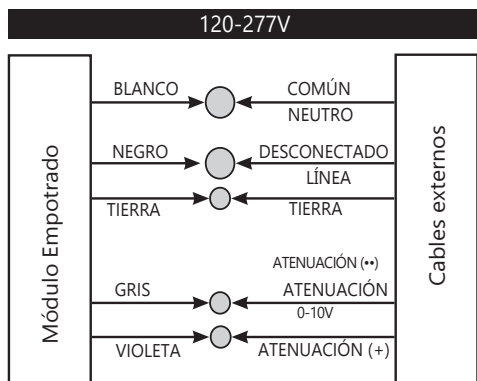 120-277V
BLANCO
COMÚN
NEUTRO
NEGRO
DESCONECTADO
LÍNEA
TIERRA
TIERRA
ATENUACIÓN (••)
GRIS
ATENUACIÓN
0-10V
VIOLETA
ATENUACIÓN (+)
Módulo Empotrado
Cables externos